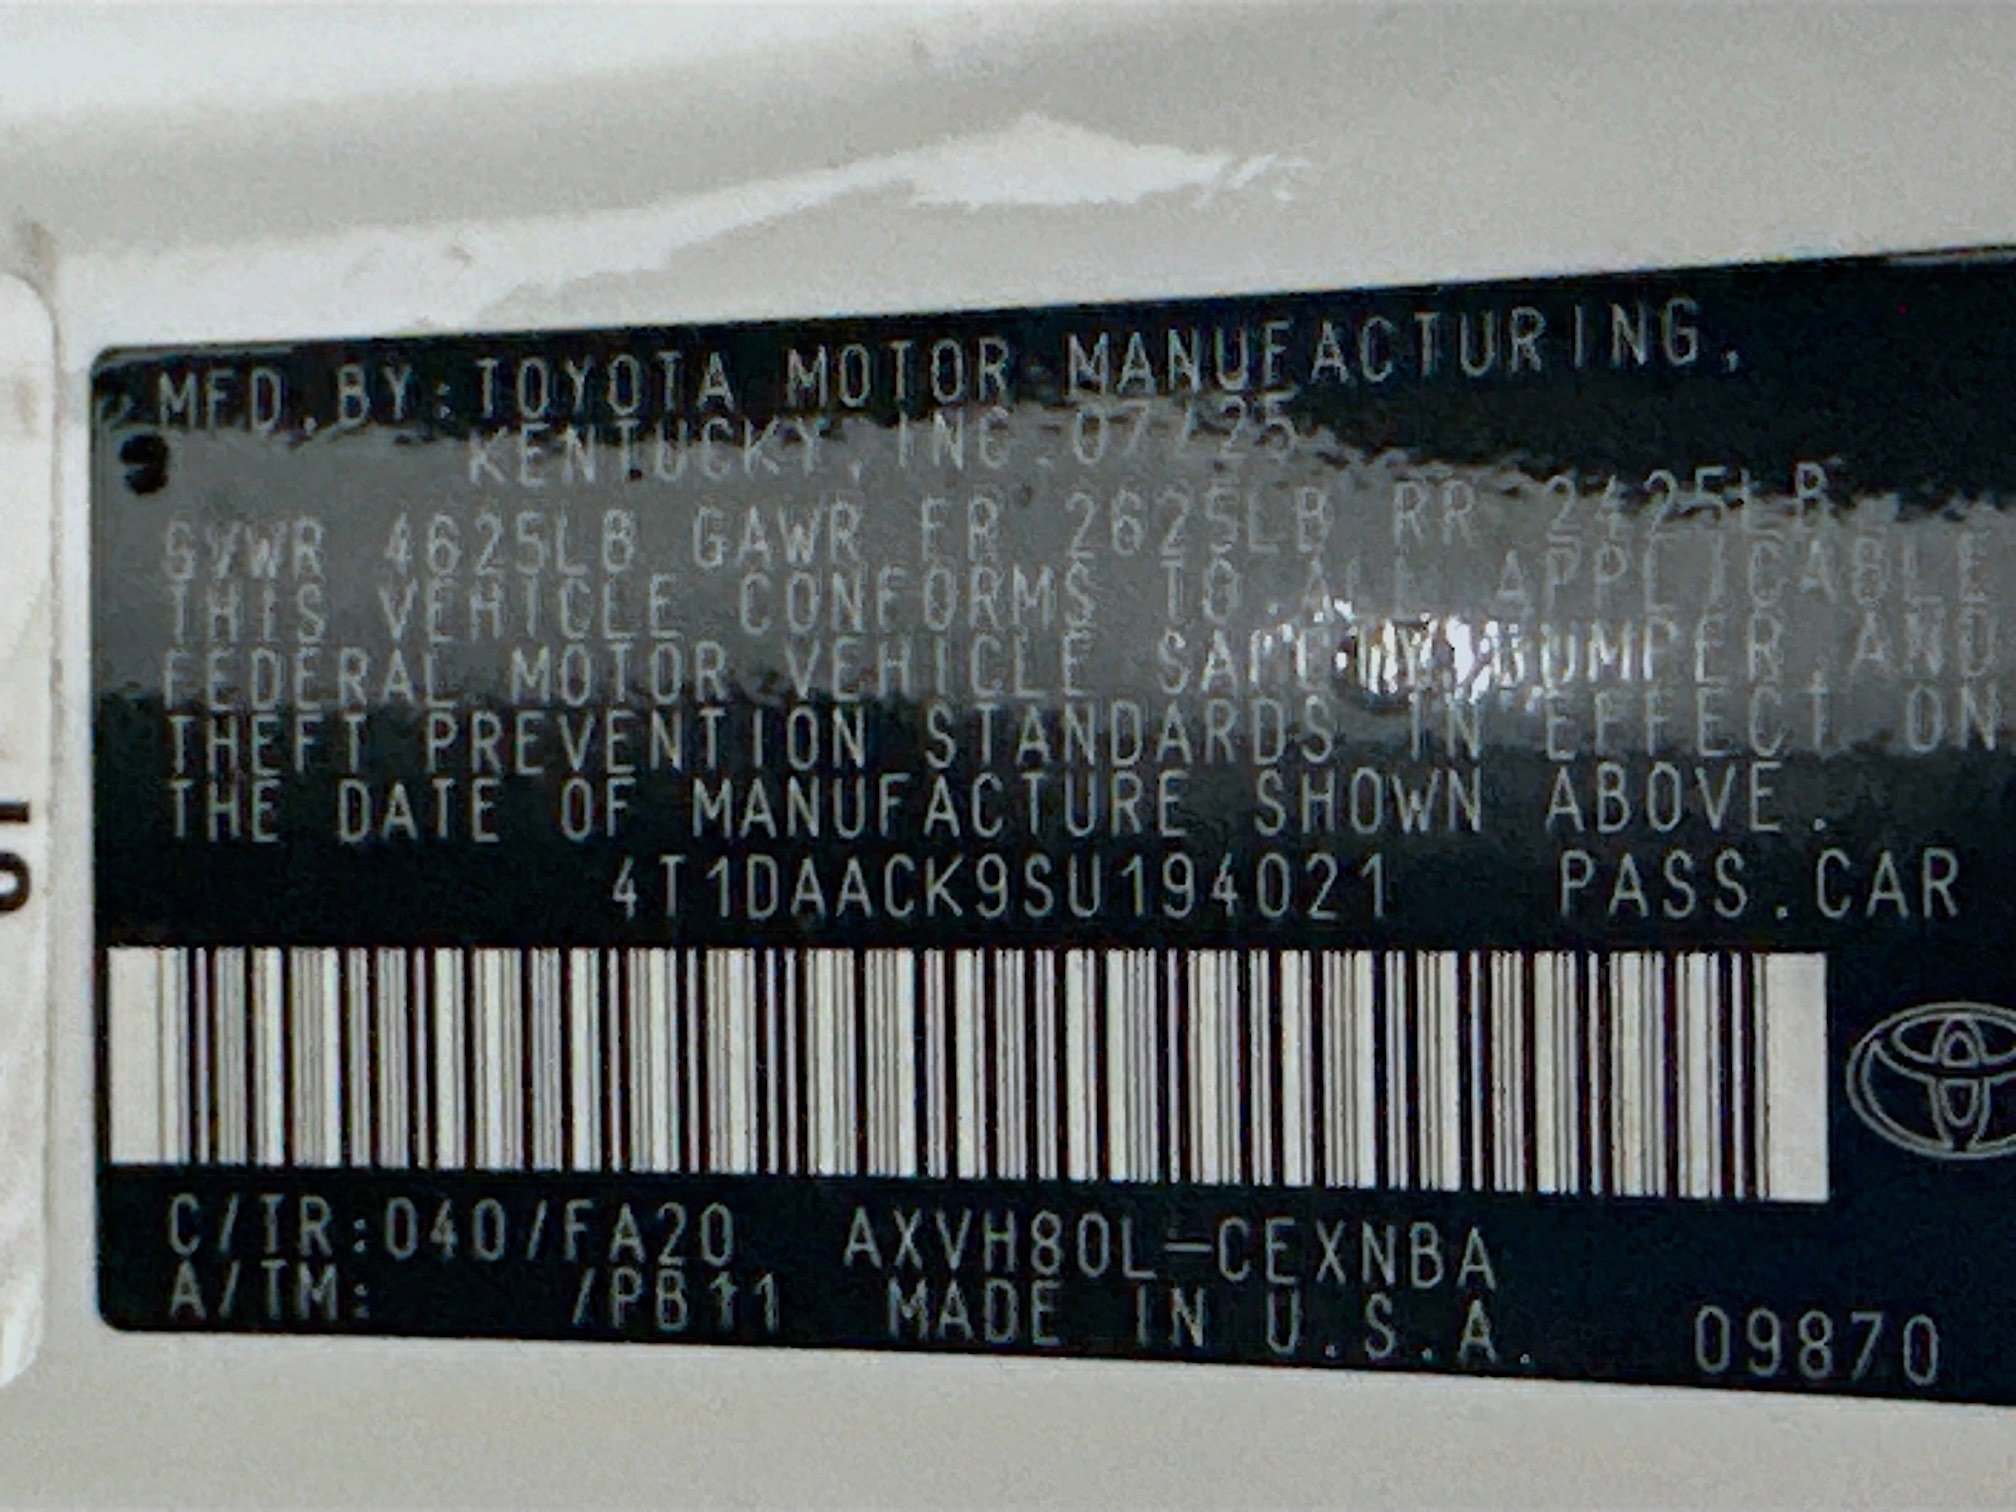 MFD.BY:TOYOTA MOTOR MANUFACTURING,
KENTUCKY, INC. 07/25
GVWR 4625LB GAWR FR 2625LB RR 2425LB
THIS VEHICLE CONFORMS TO ALL APPLICABLE
FEDERAL MOTOR VEHICLE SAFETY, BUMPER, AND
THEFT PREVENTION STANDARDS IN EFFECT ON
THE DATE OF MANUFACTURE SHOWN ABOVE.
4T1DAACK9SU194021 PASS.CAR
C/TR:040/FA20 AXVH80L-CEXNBA
A/TM: /PB11 MADE IN U.S.A. 09870